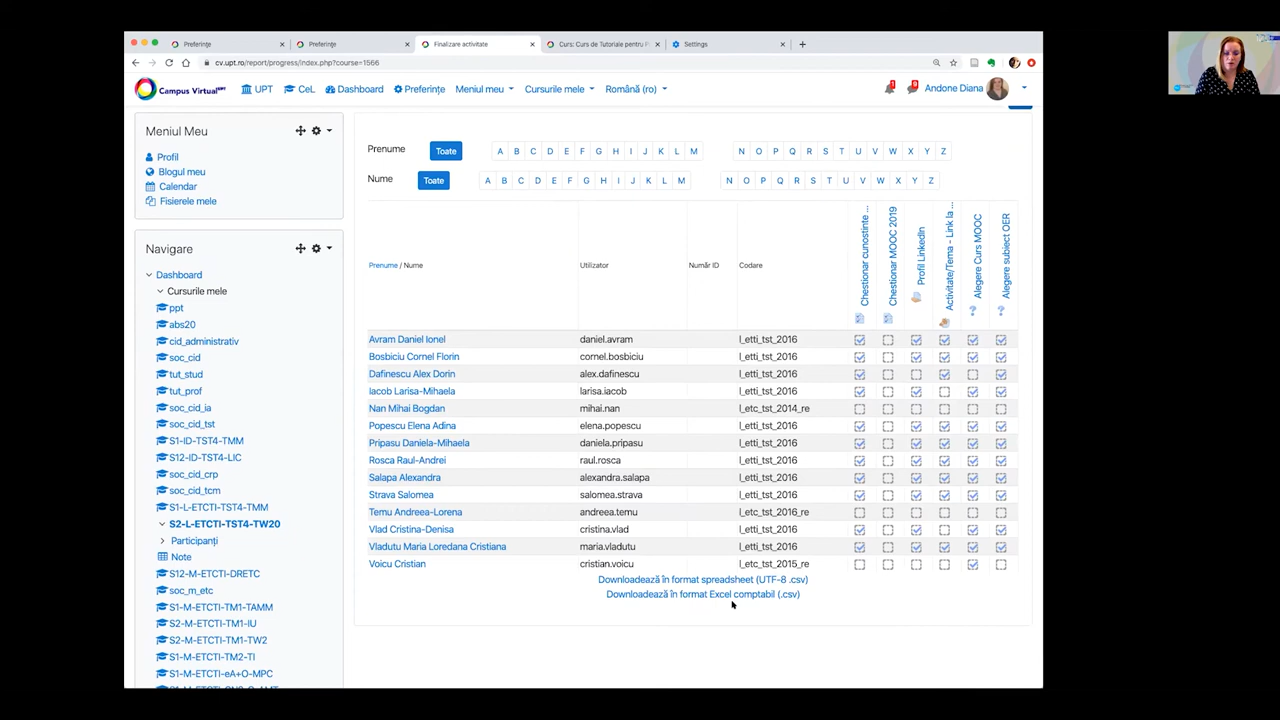 Preferințe
Preferințe
Finalizare activitate
Curs: Curs de Tutoriale pentru P
Settings
cv.upt.ro/report/progress/index.php?course=1566
Campus Virtual UPT
UPT
CeL
Dashboard
Preferințe
Meniul meu
Cursurile mele
Română (ro)
Andone Diana
Meniul Meu
Profil
Blogul meu
Calendar
Fisierele mele
Navigare
Dashboard
Cursurile mele
ppt
abs20
cid_administrativ
soc_cid
tut_stud
tut_prof
soc_cid_ia
soc_cid_tst
S1-ID-TST4-TMM
S12-ID-TST4-LIC
soc_cid_crp
soc_cid_tcm
S1-L-ETCTI-TST4-TMM
S2-L-ETCTI-TST4-TW20
Participanți
Note
S12-M-ETCTI-DRETC
soc_m_etc
S1-M-ETCTI-TM1-TAMM
S2-M-ETCTI-TM1-IU
S2-M-ETCTI-TM1-TW2
S1-M-ETCTI-TM2-TI
S1-M-ETCTI-eA+O-MPC
Prenume Toate A B C D E F G H I J K L M N O P Q R S T U V W X Y Z
Nume Toate A B C D E F G H I J K L M N O P Q R S T U V W X Y Z
Prenume / Nume Utilizator Număr ID Codare
Chestionar cunostinte ...
Chestionar MOOC 2019
Profil LinkedIn
Activitate/Tema - Link la ...
Alegere Curs MOOC
Alegere subiect OER
Avram Daniel Ionel daniel.avram l_etti_tst_2016
Bosbiciu Cornel Florin cornel.bosbiciu l_etti_tst_2016
Dafinescu Alex Dorin alex.dafinescu l_etti_tst_2016
Iacob Larisa-Mihaela larisa.iacob l_etti_tst_2016
Nan Mihai Bogdan mihai.nan l_etc_tst_2014_re
Popescu Elena Adina elena.popescu l_etti_tst_2016
Pripasu Daniela-Mihaela daniela.pripasu l_etti_tst_2016
Rosca Raul-Andrei raul.rosca l_etti_tst_2016
Salapa Alexandra alexandra.salapa l_etti_tst_2016
Strava Salomea salomea.strava l_etti_tst_2016
Temu Andreea-Lorena andreea.temu l_etc_tst_2016_re
Vlad Cristina-Denisa cristina.vlad l_etti_tst_2016
Vladutu Maria Loredana Cristiana maria.vladutu l_etti_tst_2016
Voicu Cristian cristian.voicu l_etc_tst_2015_re
Downloadează în format spreadsheet (UTF-8 .csv)
Downloadează în format Excel comptabil (.csv)